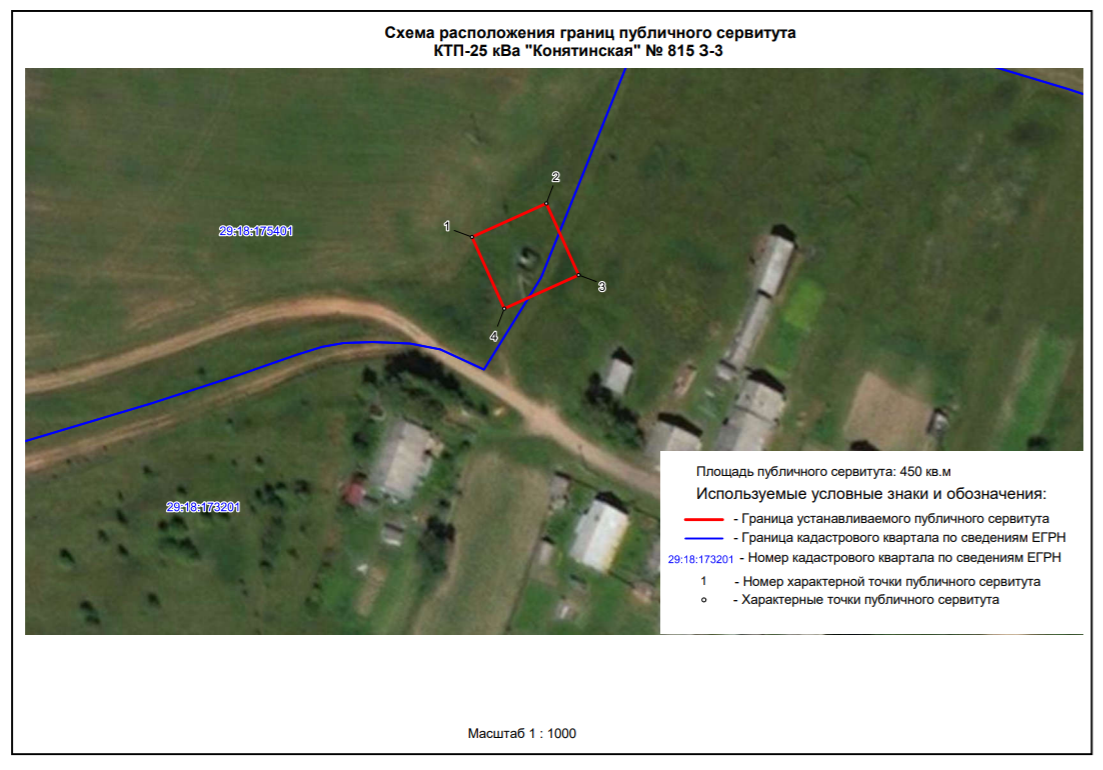 Схема расположения границ публичного сервитута
КТП-25 кВа "Конятинская" № 815 З-3
2
1
29:18:175401
3
4
29:18:173201
Площадь публичного сервитута: 450 кв.м
Используемые условные знаки и обозначения:
- Граница устанавливаемого публичного сервитута
- Граница кадастрового квартала по сведениям ЕГРН
29:18:173201 - Номер кадастрового квартала по сведениям ЕГРН
1 - Номер характерной точки публичного сервитута
- Характерные точки публичного сервитута
Масштаб 1 : 1000